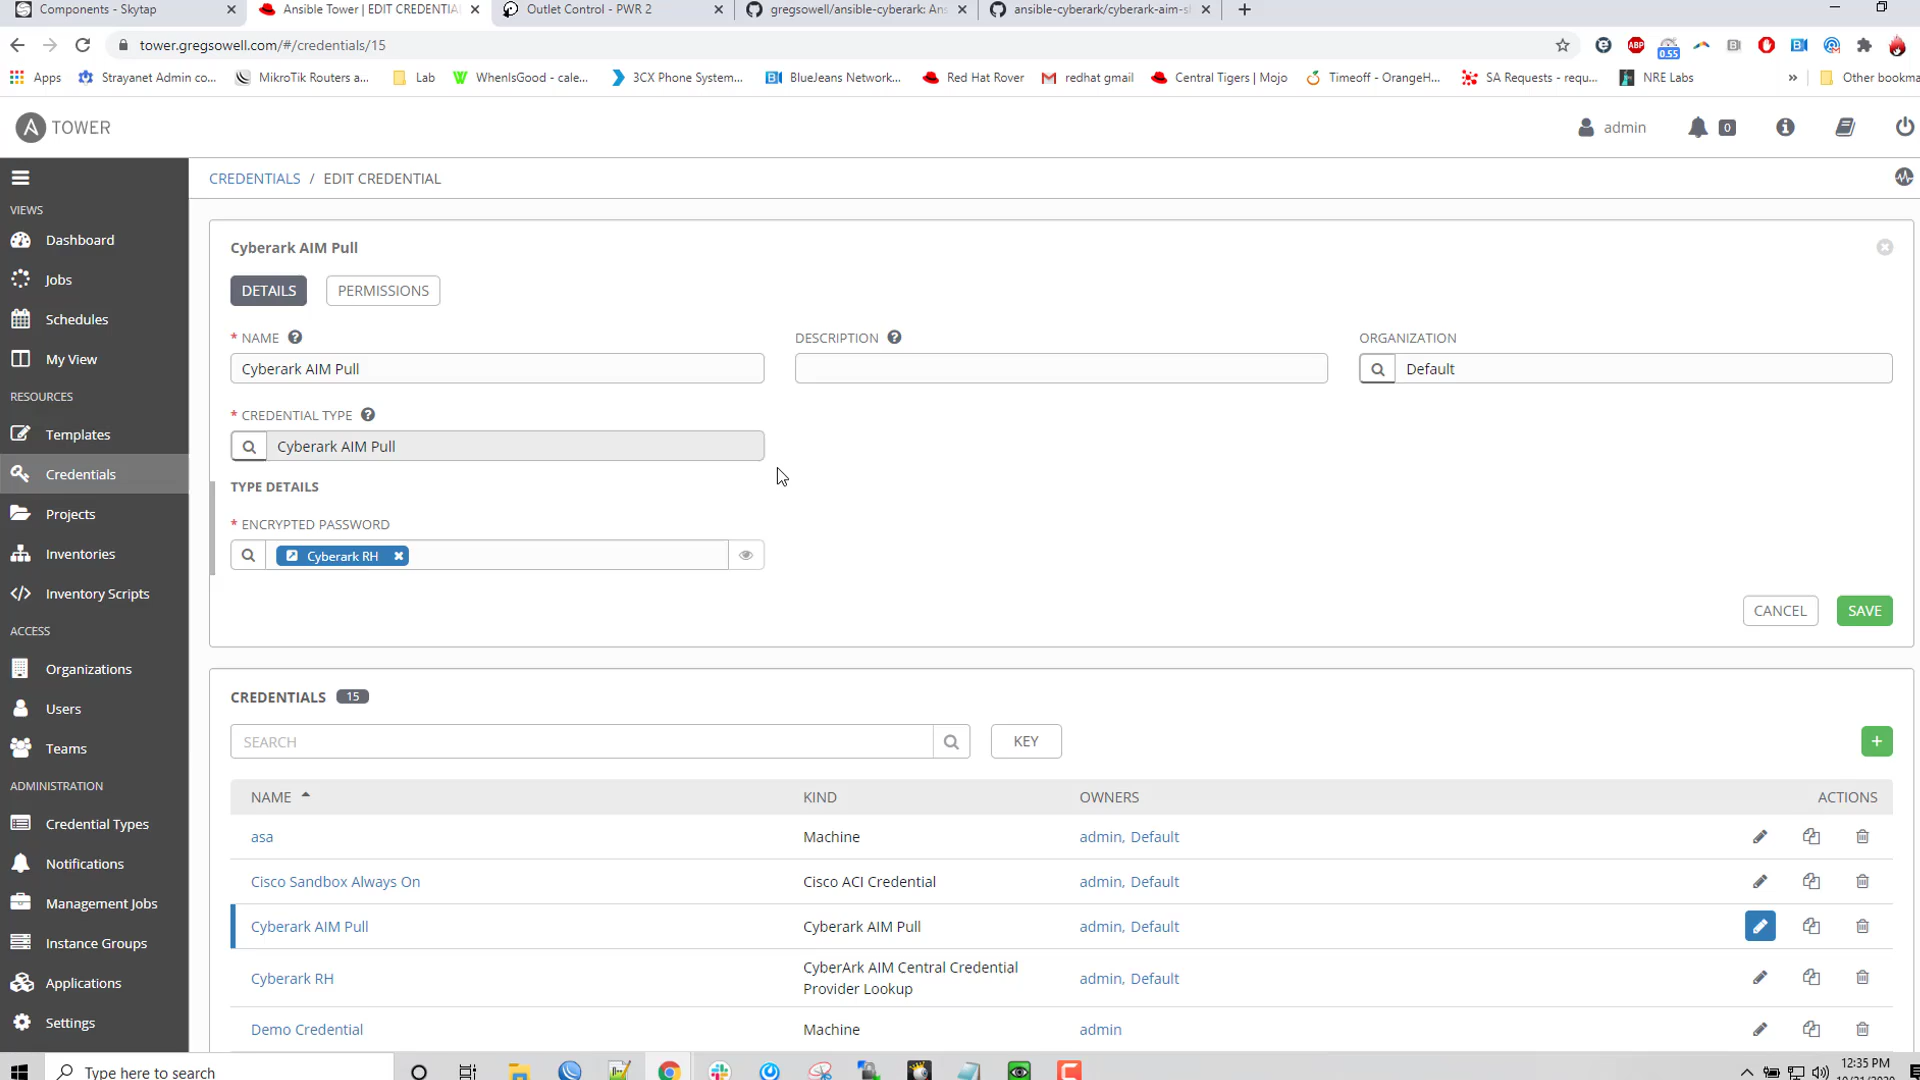 Components - Skytap
Ansible Tower | EDIT CREDENTIA
Outlet Control - PWR 2
gregsowell/ansible-cyberark: Ans
ansible-cyberark/cyberark-aim-s
tower.gregsowell.com/#/credentials/15
ABP
0.55
Apps
Strayanet Admin co...
MikroTik Routers a...
Lab
WhenIsGood - cale...
3CX Phone System...
BlueJeans Network...
Red Hat Rover
redhat gmail
Central Tigers | Mojo
Timeoff - OrangeH...
SA Requests - requ...
NRE Labs
»
Other bookma
A TOWER
admin
0
CREDENTIALS / EDIT CREDENTIAL
VIEWS
Dashboard
Jobs
Schedules
My View
RESOURCES
Templates
Credentials
Projects
Inventories
Inventory Scripts
ACCESS
Organizations
Users
Teams
ADMINISTRATION
Credential Types
Notifications
Management Jobs
Instance Groups
Applications
Settings
Cyberark AIM Pull
DETAILS
PERMISSIONS
* NAME
DESCRIPTION
ORGANIZATION
Cyberark AIM Pull
Default
* CREDENTIAL TYPE
Cyberark AIM Pull
TYPE DETAILS
* ENCRYPTED PASSWORD
Cyberark RH
CANCEL
SAVE
CREDENTIALS 15
SEARCH
KEY
+
NAME
KIND
OWNERS
ACTIONS
asa
Machine
admin, Default
Cisco Sandbox Always On
Cisco ACI Credential
admin, Default
Cyberark AIM Pull
Cyberark AIM Pull
admin, Default
Cyberark RH
CyberArk AIM Central Credential
Provider Lookup
admin, Default
Demo Credential
Machine
admin
Type here to search
12:35 PM